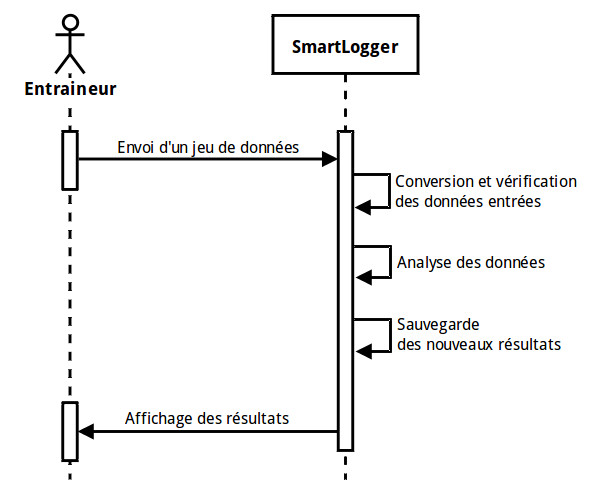 SmartLogger
Entraineur
Envoi d'un jeu de données
Conversion et vérification
des données entrées
Analyse des données
Sauvegarde
des nouveaux résultats
Affichage des résultats